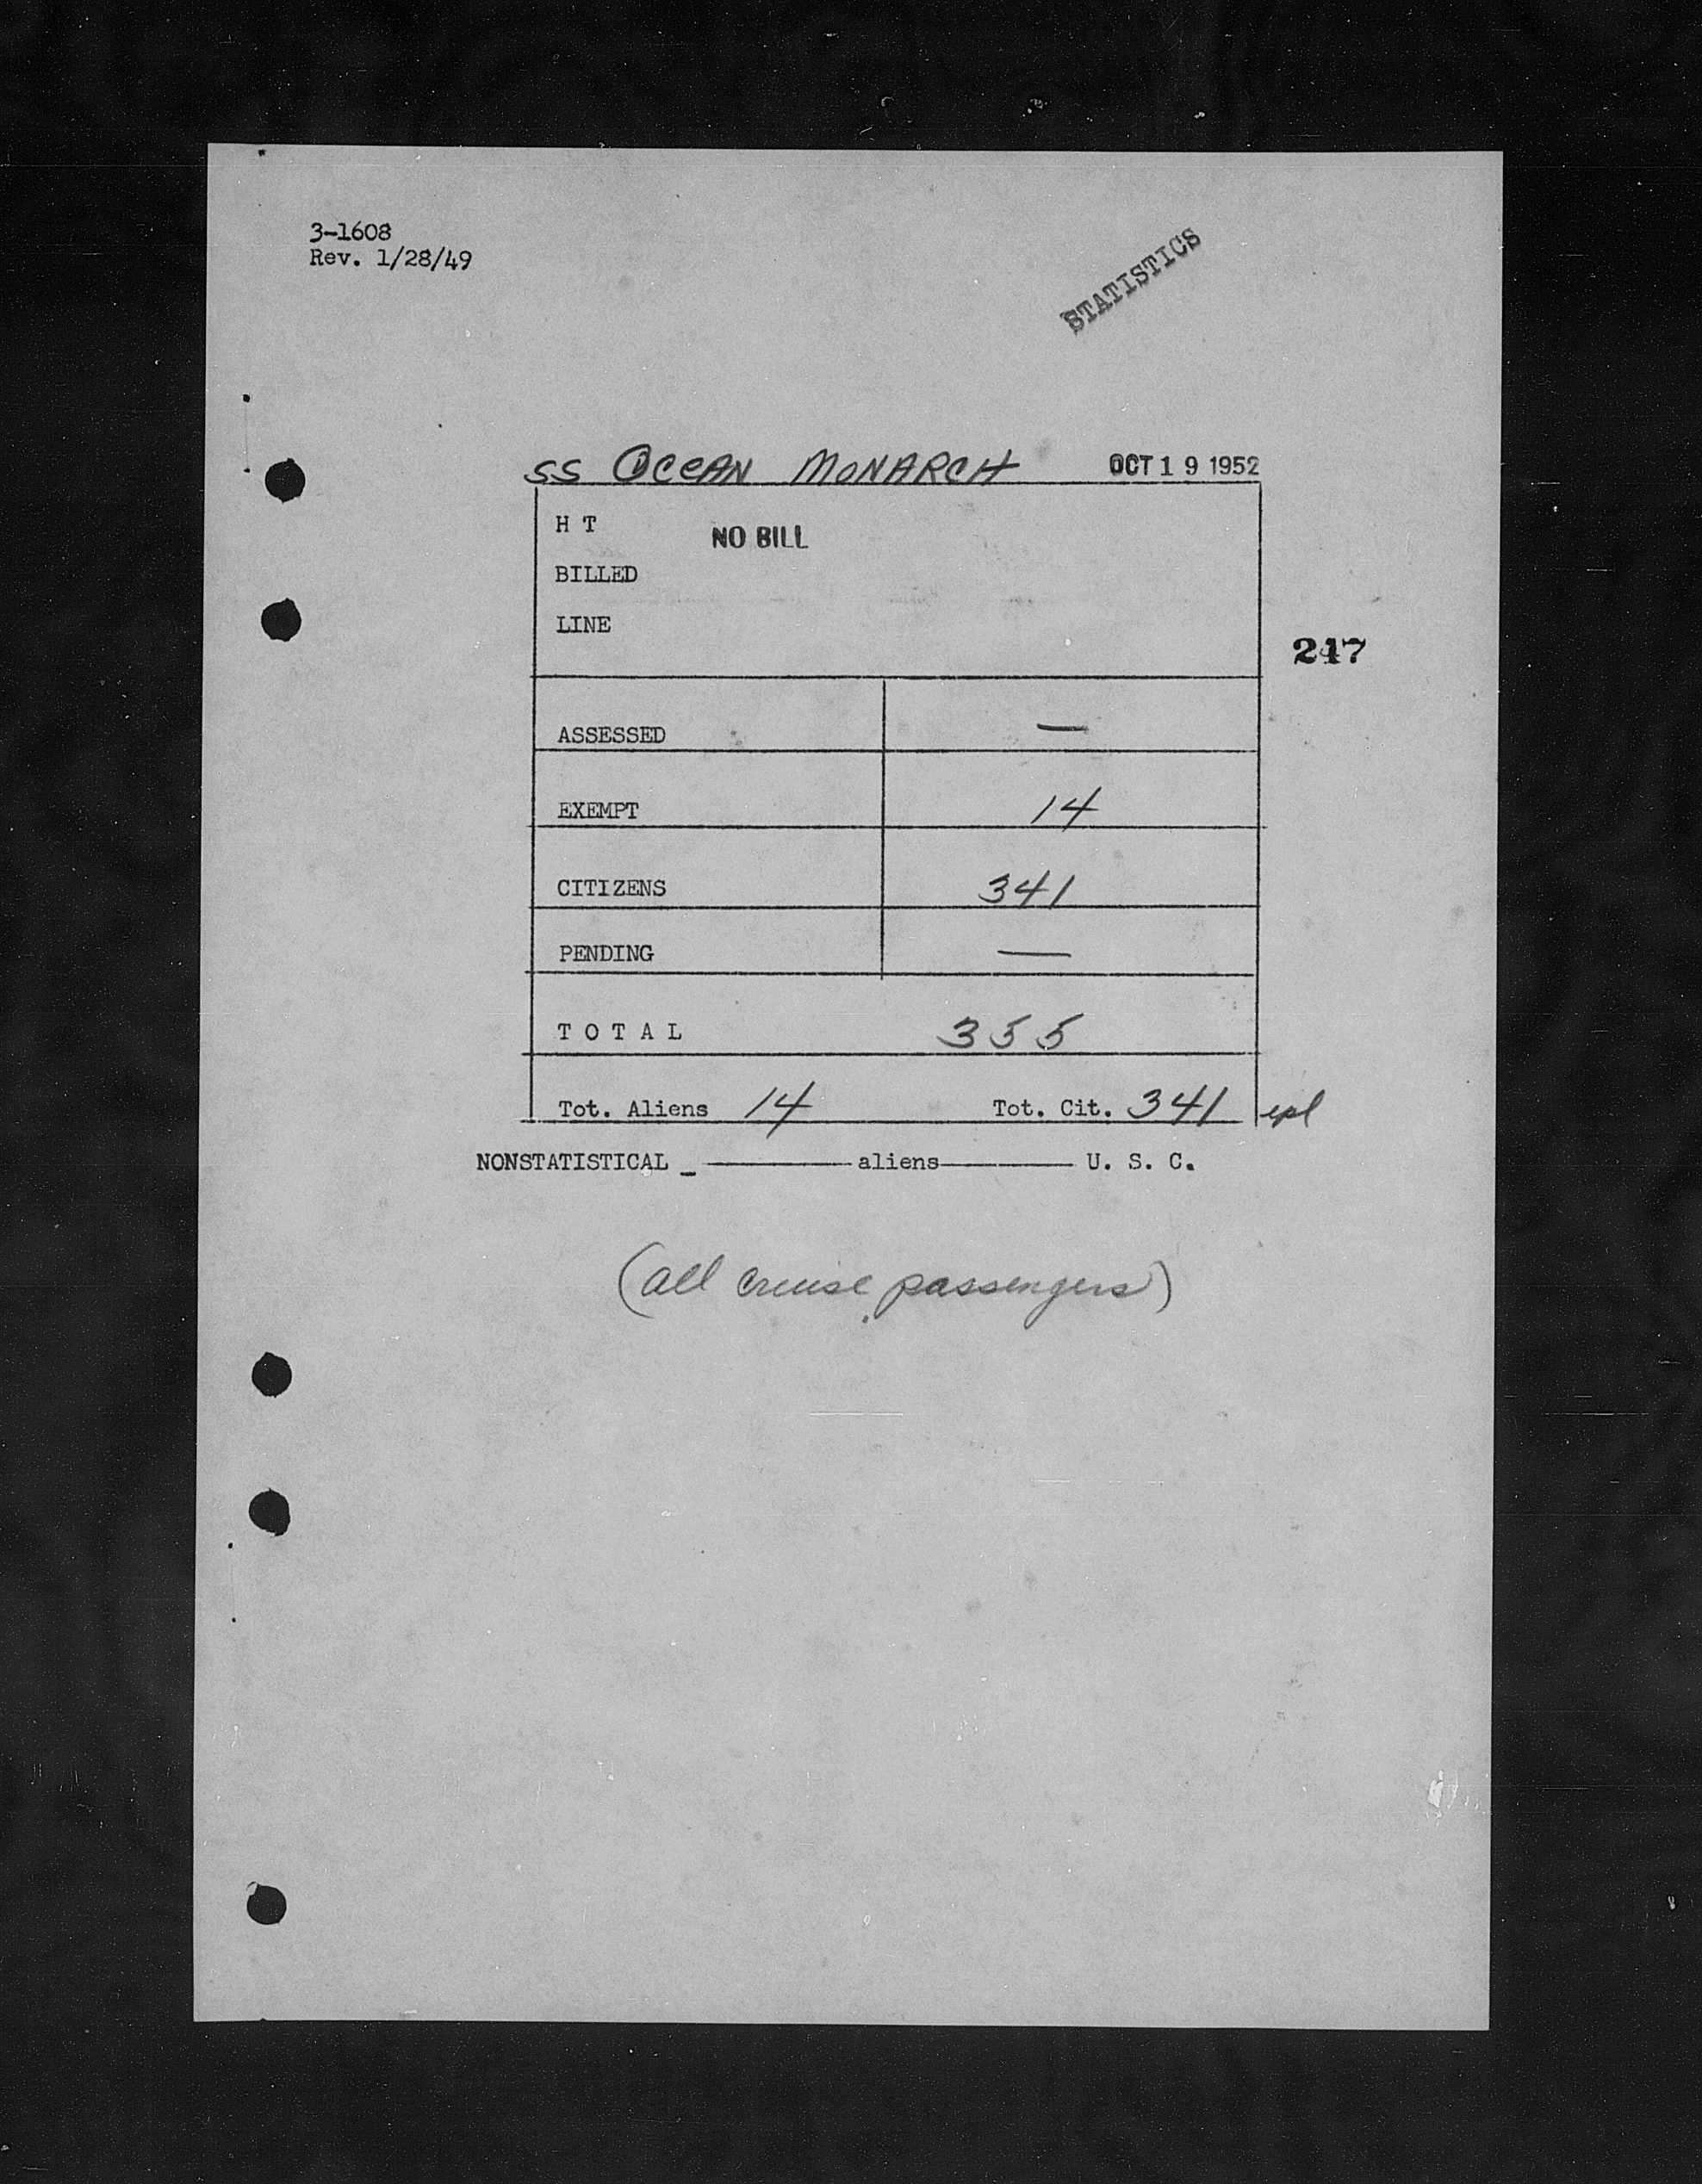 3-1608
Rev. 1/28/49
STATISTICS
SS OCEAN MONARCH OCT 19 1952
H T
NO BILL
BILLED
LINE
247
ASSESSED —
EXEMPT 14
CITIZENS 341
PENDING —
T O T A L 355
Tot. Aliens 14 Tot. Cit. 341
NONSTATISTICAL _ ———— aliens ———— U. S. C.
(all cruise passengers)